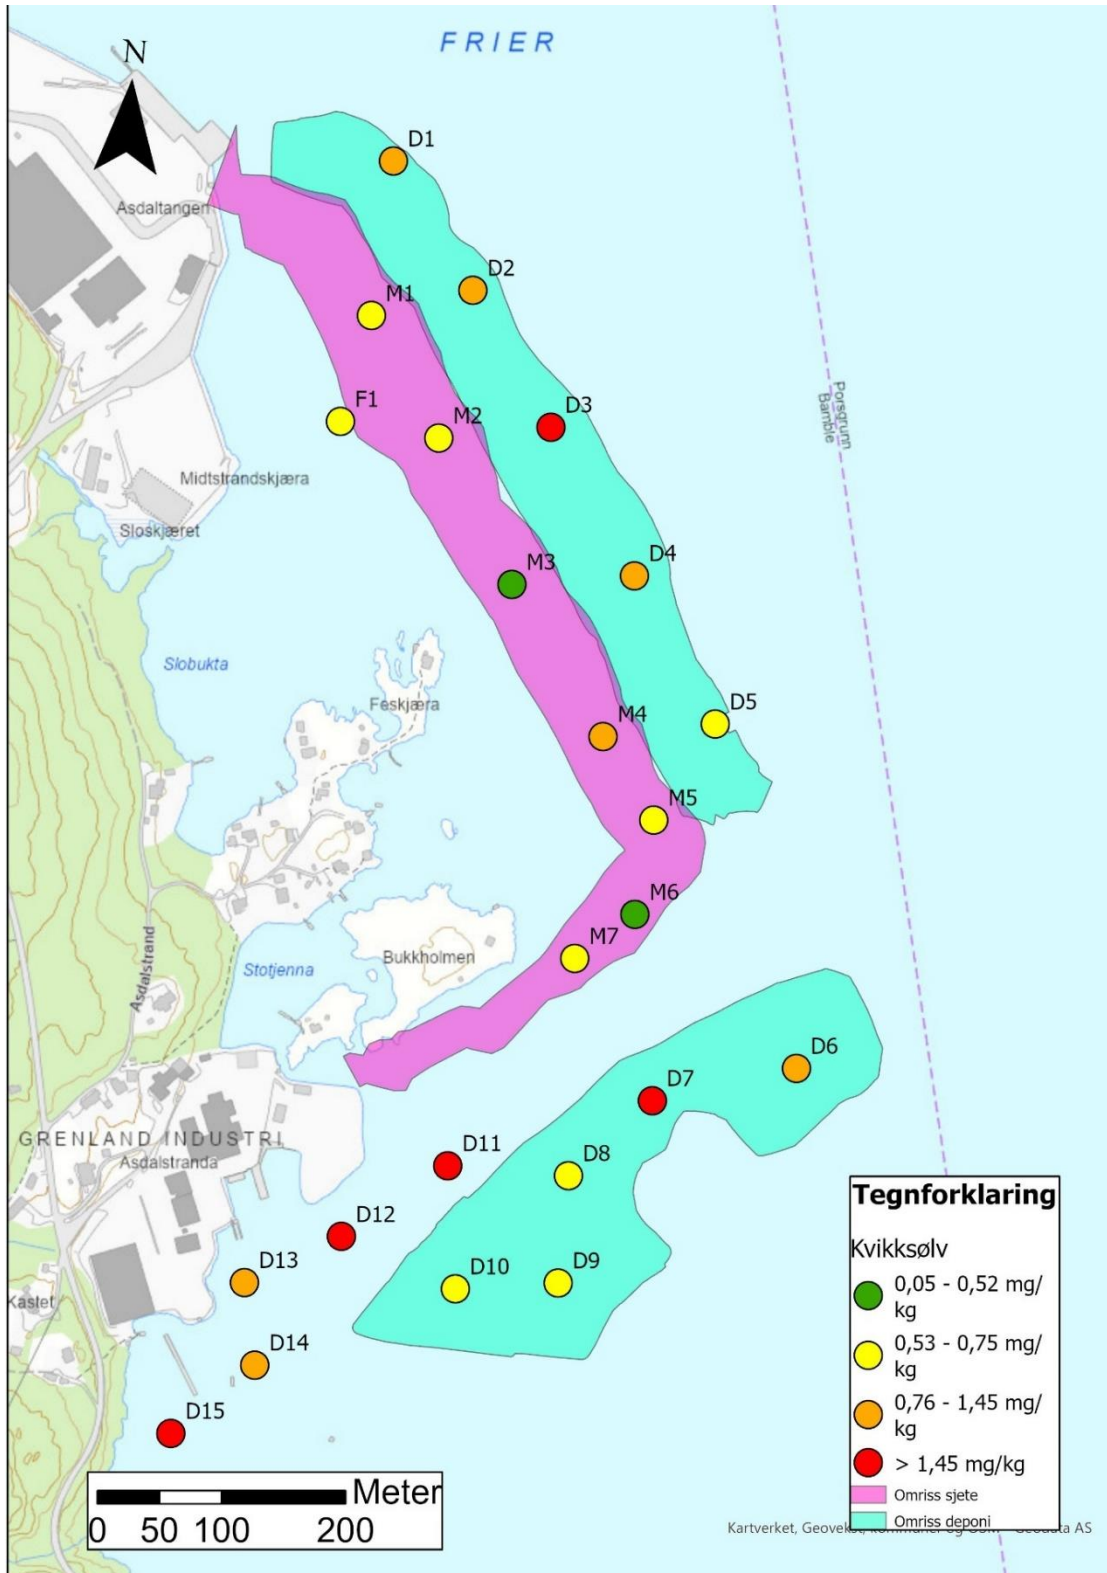 FRIER
N
D1
Asdaltangen
D2
M1
D3
F1
M2
Porsgrunn
Bamble
Midtstrandskjæra
Sloskjæret
M3
D4
Slobukta
Feskjæra
M4
D5
M5
M6
M7
Bukkholmen
Asdalstrand
Stotjenna
D6
D7
GRENLAND INDUSTRI
Asdalstranda
D11
D8
D12
D13
D10
D9
Kastet
D14
D15
Tegnforklaring
Kvikksølv
0,05 - 0,52 mg/
kg
0,53 - 0,75 mg/
kg
0,76 - 1,45 mg/
kg
> 1,45 mg/kg
Omriss sjete
Omriss deponi
Meter
0 50 100 200
Kartverket, Geovekst, kommuner og OSM - Geodata AS